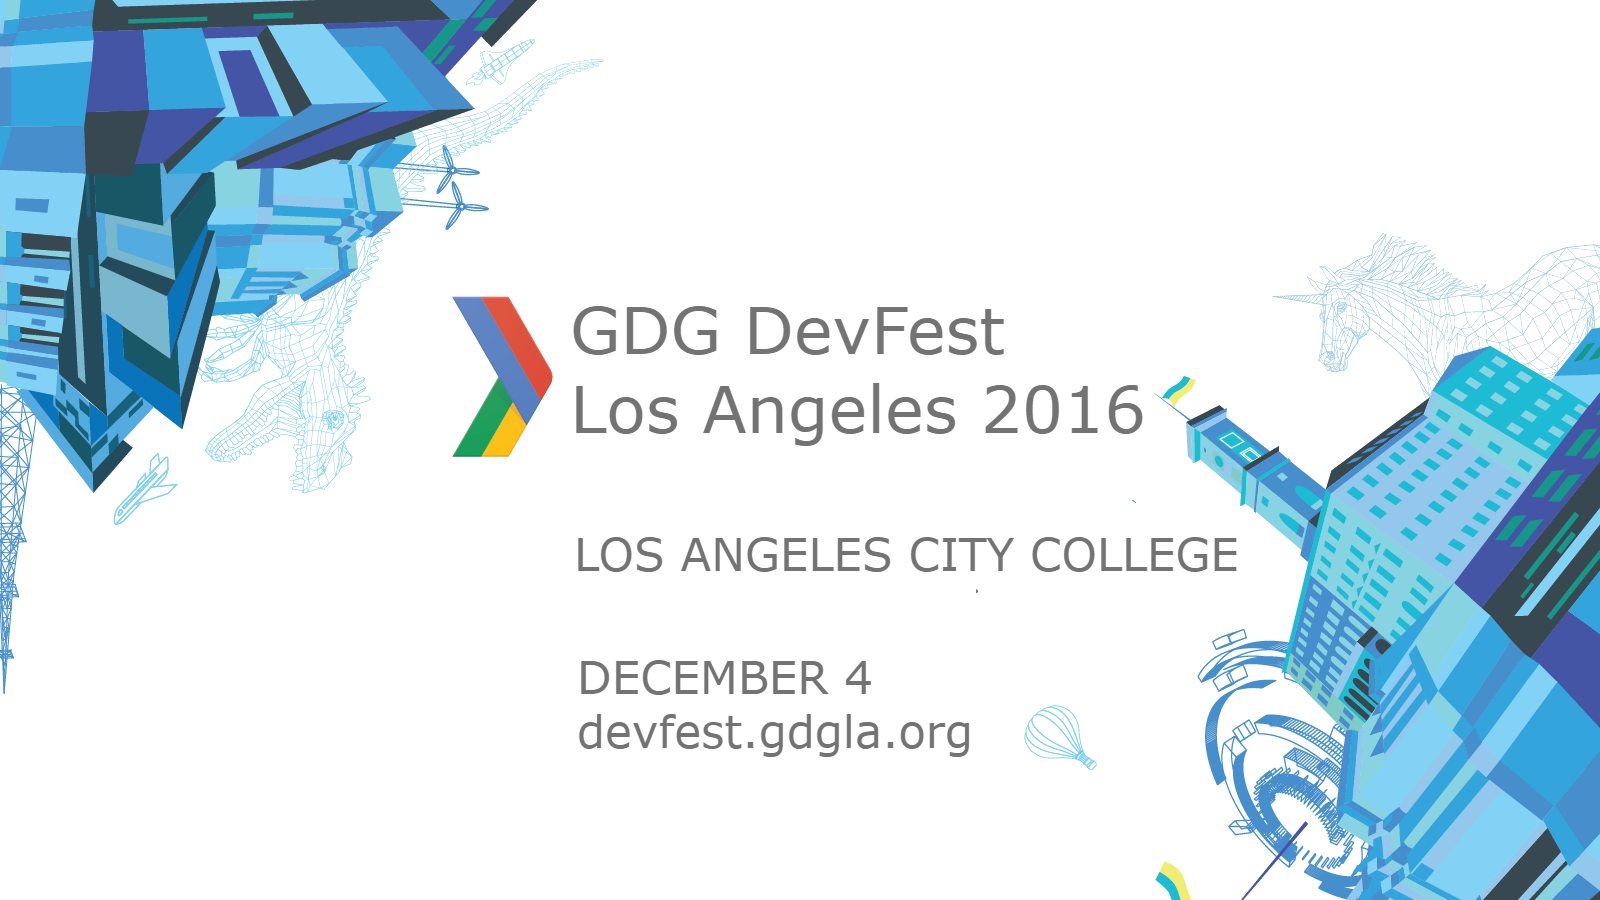 GDG DevFest
Los Angeles 2016
LOS ANGELES CITY COLLEGE
DECEMBER 4
devfest.gdgla.org